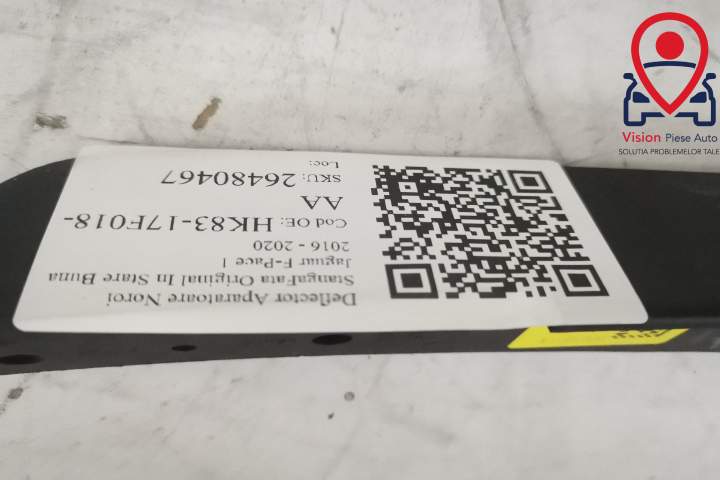 Deflector Aparatoare Noroi
StangaFata Original In Stare Buna
Jaguar F-Pace 1
2016 - 2020
Cod OE: HK83-17F018-
AA
SKU: 26480467
Loc:
Vision Piese Auto
SOLUTIA PROBLEMELOR TALE